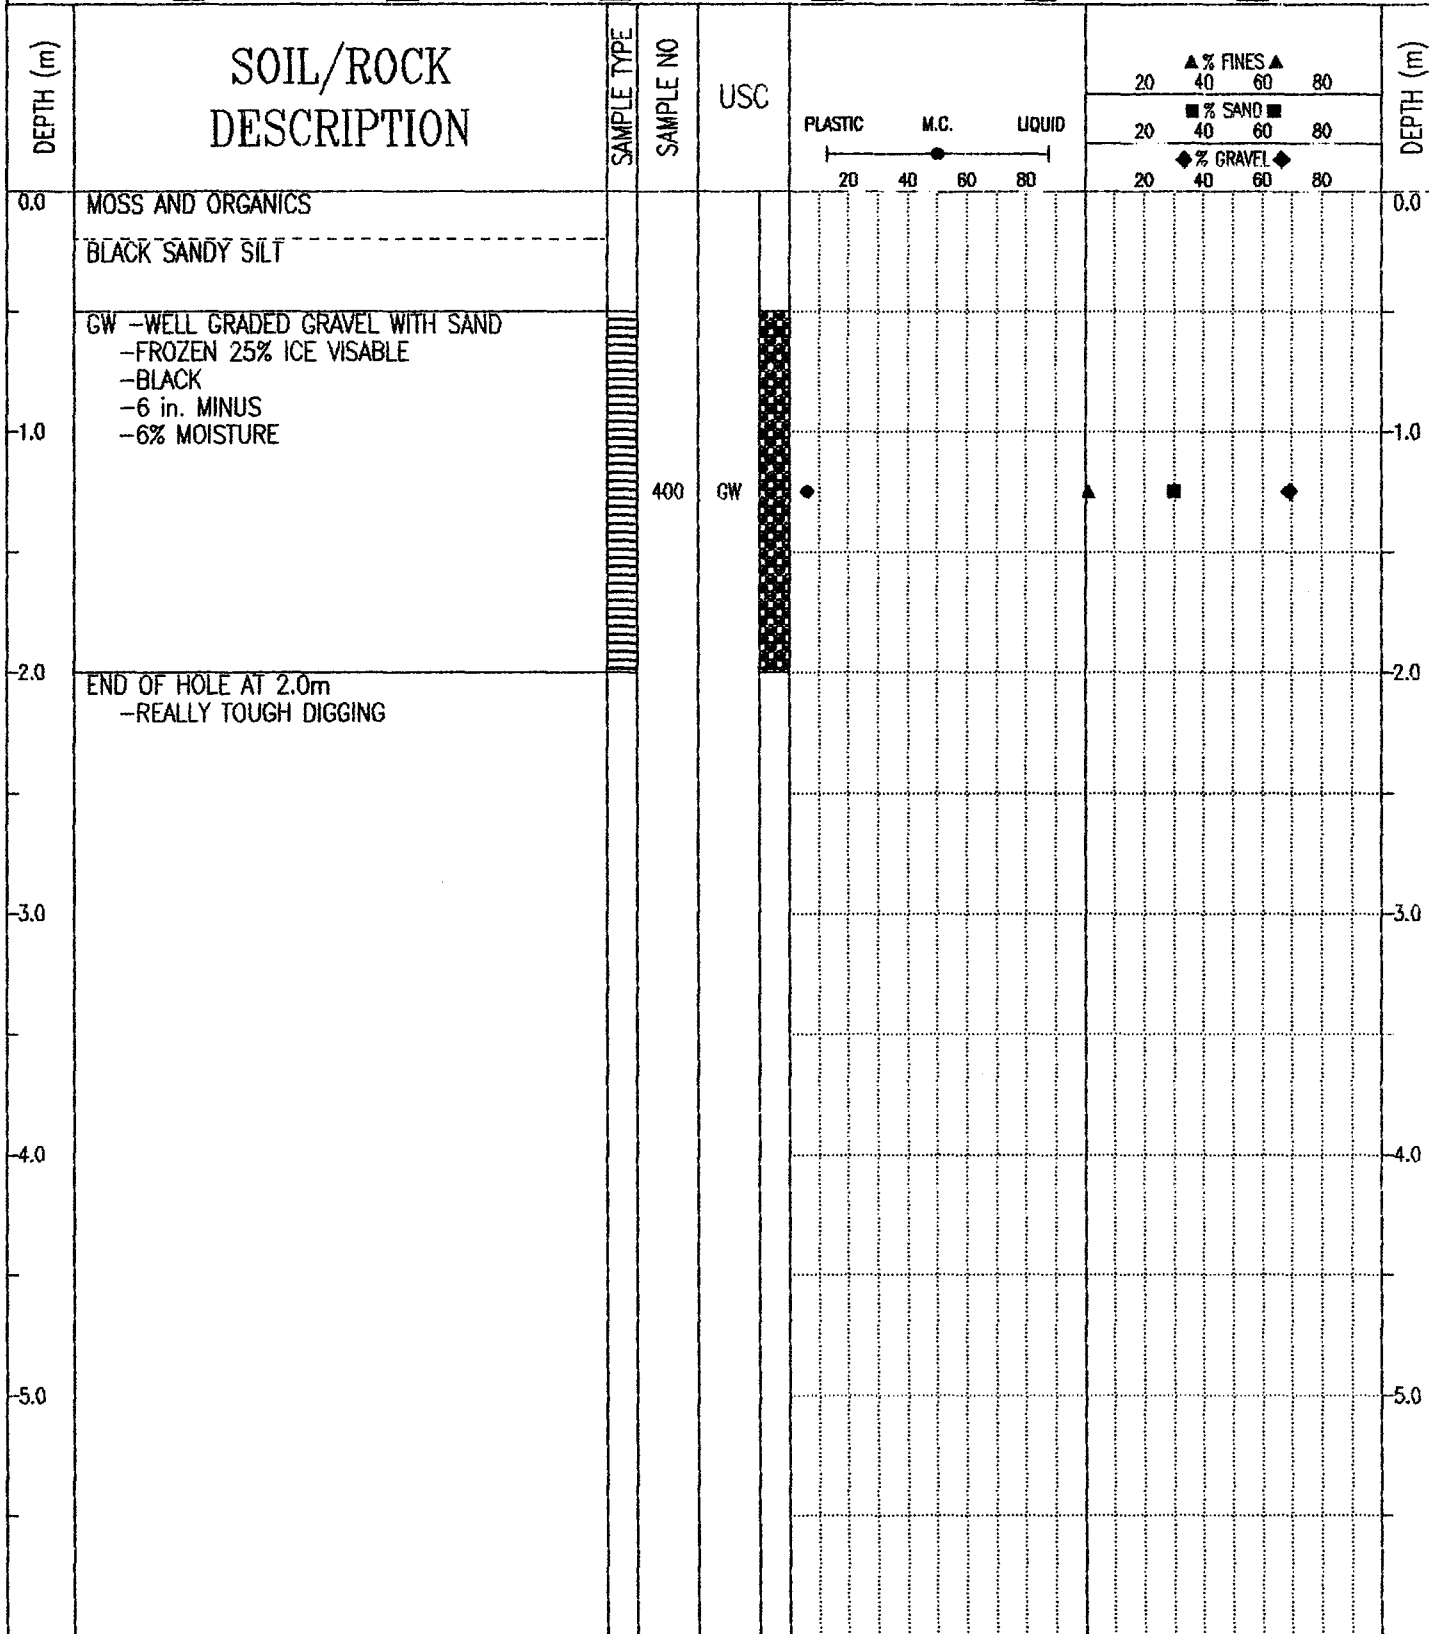 DEPTH (m)
SOIL/ROCK
DESCRIPTION
SAMPLE TYPE
SAMPLE NO
USC
PLASTIC M.C. LIQUID
20 40 60 80
▲ % FINES ▲
20 40 60 80
■ % SAND ■
20 40 60 80
◆ % GRAVEL ◆
20 40 60 80
DEPTH (m)
0.0 MOSS AND ORGANICS 0.0
BLACK SANDY SILT
GW -WELL GRADED GRAVEL WITH SAND
-FROZEN 25% ICE VISABLE
-BLACK
-6 in. MINUS
-1.0 -6% MOISTURE -1.0
400 GW
-2.0 -2.0
END OF HOLE AT 2.0m
-REALLY TOUGH DIGGING
-3.0 -3.0
-4.0 -4.0
-5.0 -5.0